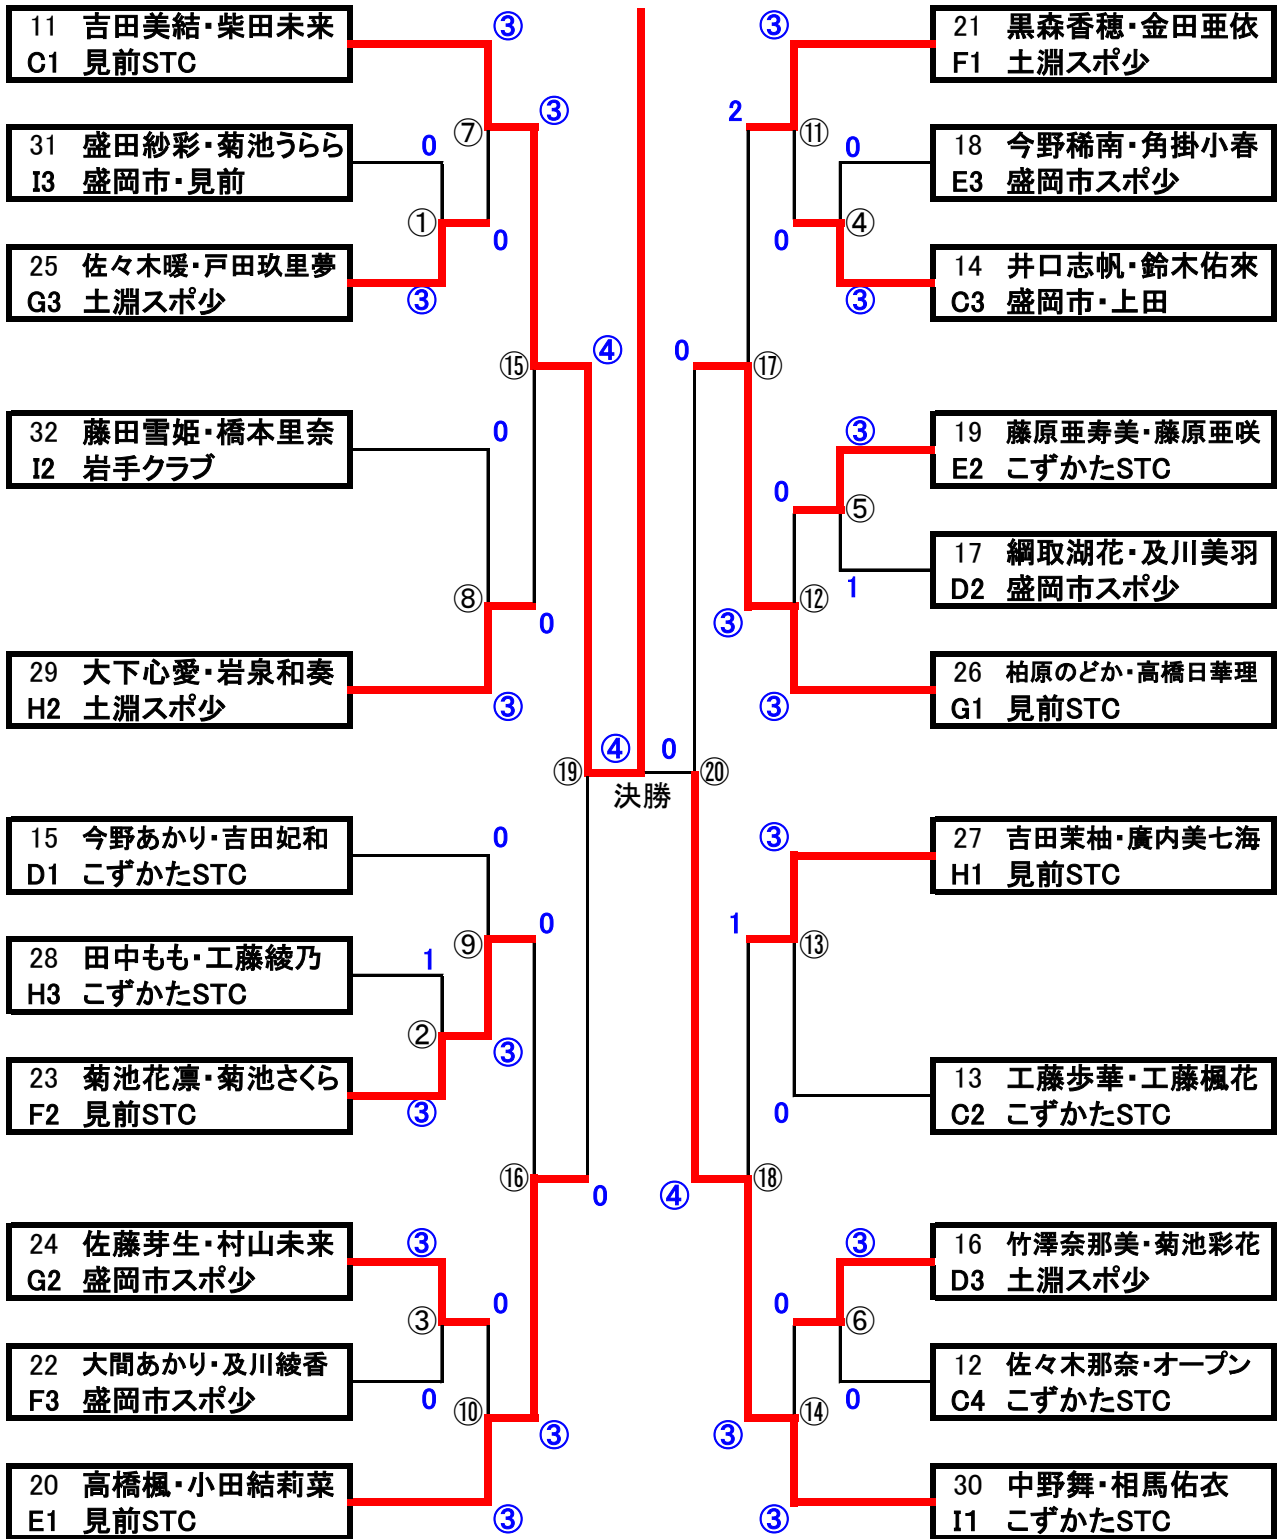 11 吉田美結・柴田未来
C1 見前STC
③
③
⑦
31 盛田紗彩・菊池うらら
I3 盛岡市・見前
0
①
0
25 佐々木暖・戸田玖里夢
G3 土淵スポ少
③
⑮
④
32 藤田雪姫・橋本里奈
I2 岩手クラブ
0
⑧
0
29 大下心愛・岩泉和奏
H2 土淵スポ少
③
⑲
④
0
⑳
決勝
15 今野あかり・吉田妃和
D1 こずかたSTC
0
⑨
0
28 田中もも・工藤綾乃
H3 こずかたSTC
1
②
③
23 菊池花凛・菊池さくら
F2 見前STC
③
⑯
0
24 佐藤芽生・村山未来
G2 盛岡市スポ少
③
0
③
22 大間あかり・及川綾香
F3 盛岡市スポ少
0
⑩
③
20 高橋楓・小田結莉菜
E1 見前STC
③
③
21 黒森香穂・金田亜依
F1 土淵スポ少
2
⑪
0
18 今野稀南・角掛小春
E3 盛岡市スポ少
0
④
14 井口志帆・鈴木佑來
C3 盛岡市・上田
③
0
⑰
③
19 藤原亜寿美・藤原亜咲
E2 こずかたSTC
0
⑤
17 綱取湖花・及川美羽
D2 盛岡市スポ少
1
⑫
③
26 柏原のどか・高橋日華理
G1 見前STC
③
③
27 吉田茉柚・廣内美七海
H1 見前STC
1
⑬
13 工藤歩華・工藤楓花
C2 こずかたSTC
0
④
⑱
③
16 竹澤奈那美・菊池彩花
D3 土淵スポ少
0
⑥
12 佐々木那奈・オープン
C4 こずかたSTC
0
⑭
③
30 中野舞・相馬佑衣
I1 こずかたSTC
③